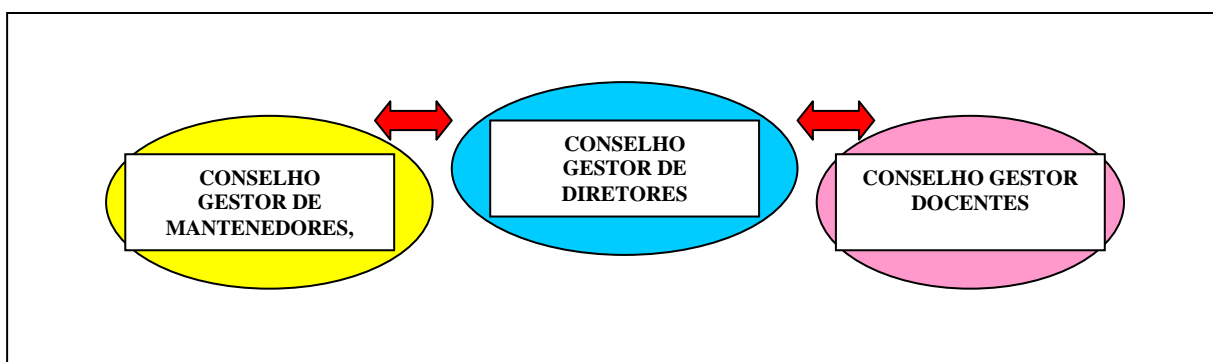 CONSELHO
GESTOR DE
MANTENEDORES,
CONSELHO
GESTOR DE
DIRETORES
CONSELHO GESTOR
DOCENTES